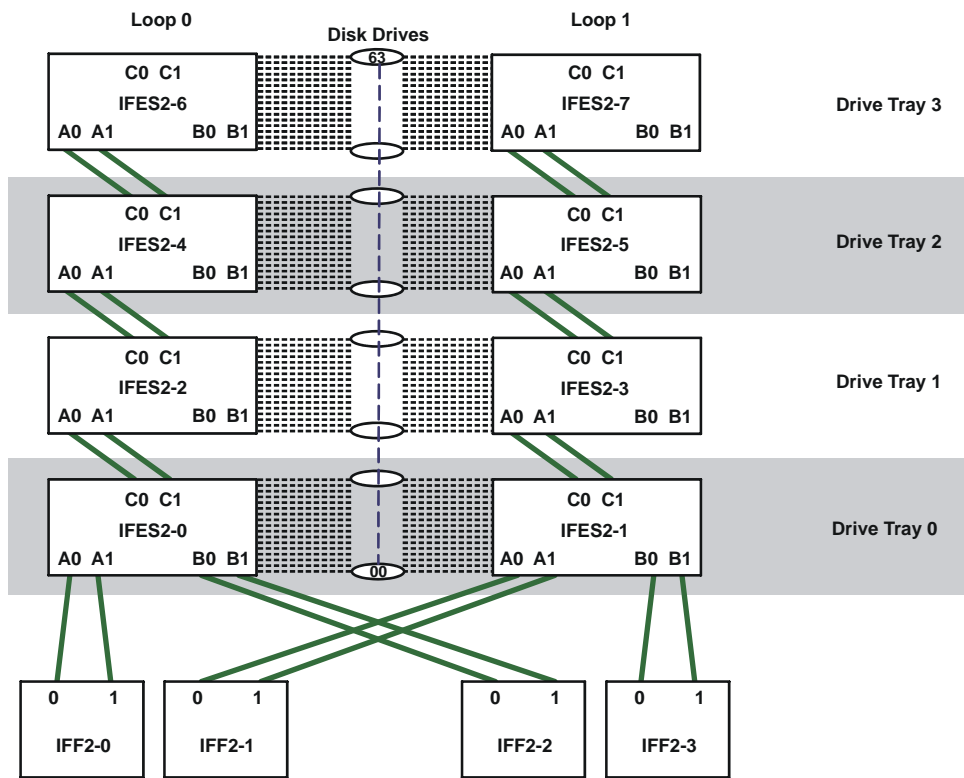 Loop 0
Loop 1
Disk Drives
63
C0 C1
IFES2-6
A0 A1 B0 B1
C0 C1
IFES2-7
A0 A1 B0 B1
Drive Tray 3
C0 C1
IFES2-4
A0 A1 B0 B1
C0 C1
IFES2-5
A0 A1 B0 B1
Drive Tray 2
C0 C1
IFES2-2
A0 A1 B0 B1
C0 C1
IFES2-3
A0 A1 B0 B1
Drive Tray 1
C0 C1
IFES2-0
A0 A1 B0 B1
00
C0 C1
IFES2-1
A0 A1 B0 B1
Drive Tray 0
0 1
IFF2-0
0 1
IFF2-1
0 1
IFF2-2
0 1
IFF2-3